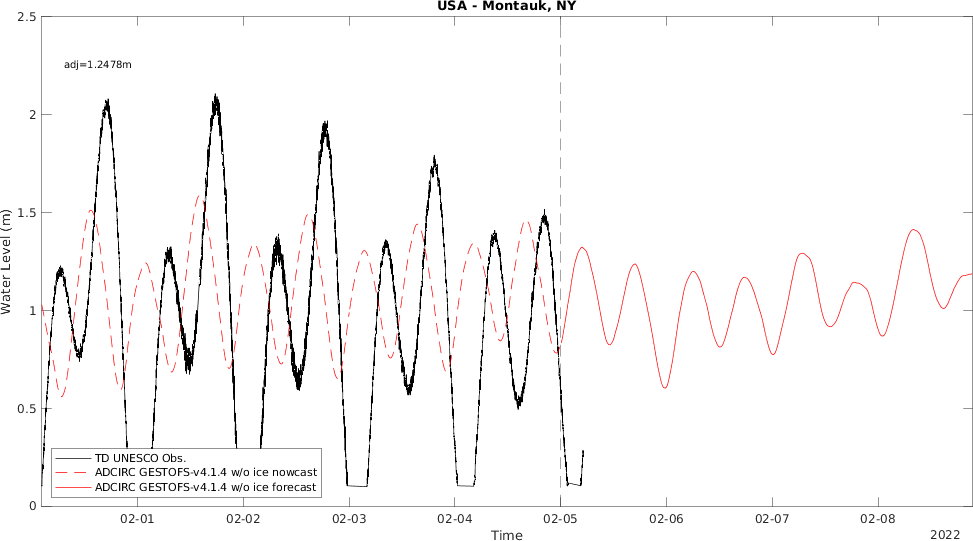 USA - Montauk, NY
adj=1.2478m
2.5
2
1.5
1
0.5
0
Water Level (m)
TD UNESCO Obs.
ADCIRC GESTOFS-v4.1.4 w/o ice nowcast
ADCIRC GESTOFS-v4.1.4 w/o ice forecast
02-01 02-02 02-03 02-04 02-05 02-06 02-07 02-08
Time
2022